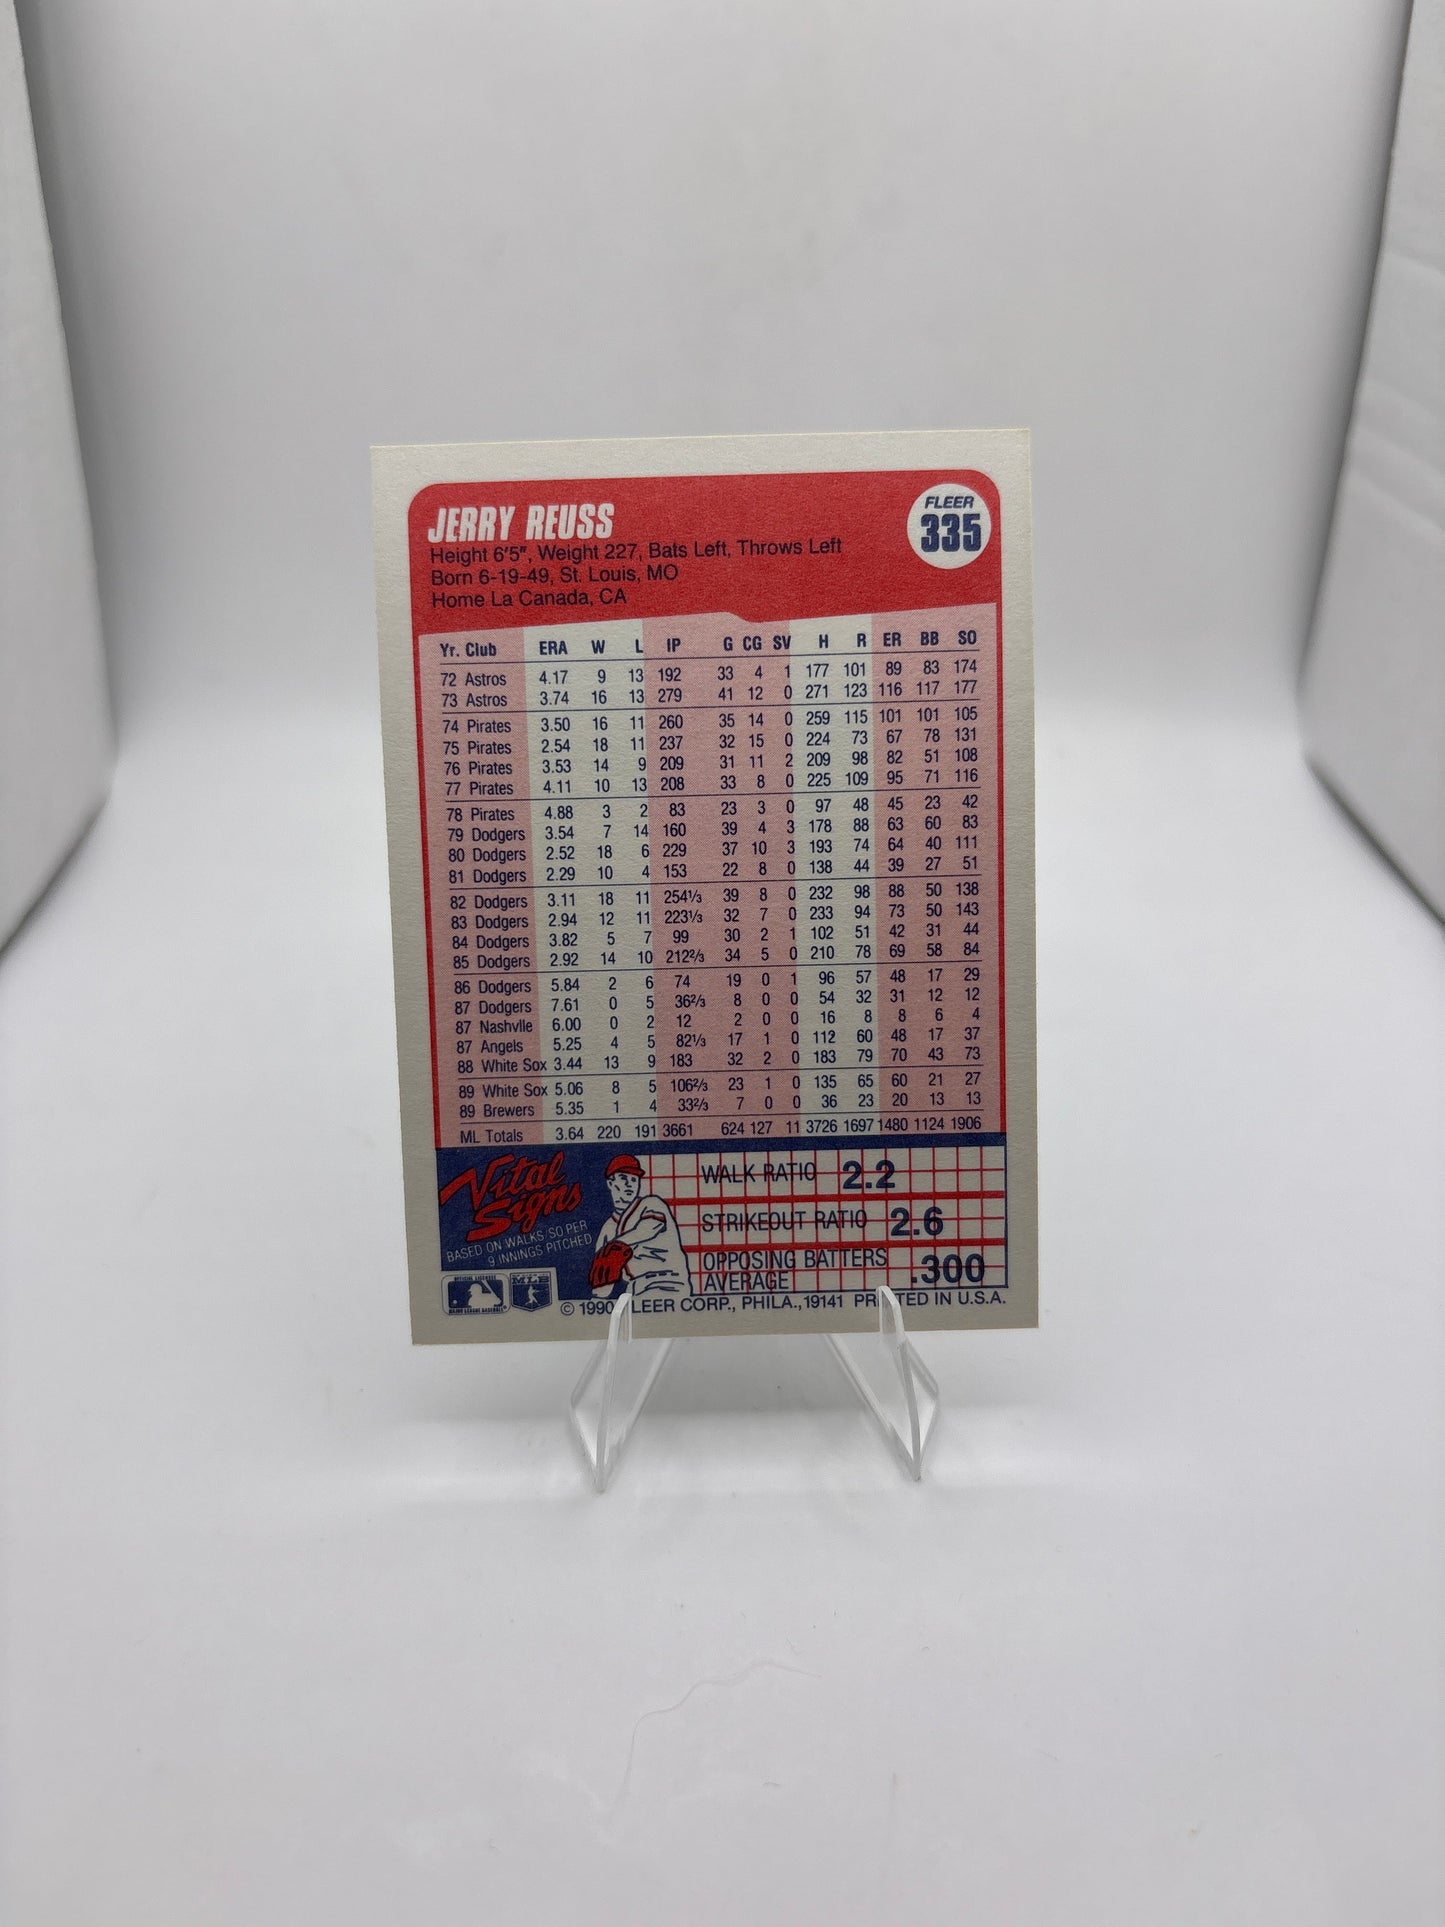 JERRY REUSS
FLEER
335
Height 6'5", Weight 227, Bats Left, Throws Left
Born 6-19-49, St. Louis, MO
Home La Canada, CA
Yr. Club ERA W L IP G CG SV H R ER BB SO
72 Astros 4.17 9 13 192 33 4 1 177 101 89 83 174
73 Astros 3.74 16 13 279 41 12 0 271 123 116 117 177
74 Pirates 3.50 16 11 260 35 14 0 259 115 101 101 105
75 Pirates 2.54 18 11 237 32 15 0 224 73 67 78 131
76 Pirates 3.53 14 9 209 31 11 2 209 98 82 51 108
77 Pirates 4.11 10 13 208 33 8 0 225 109 95 71 116
78 Pirates 4.88 3 2 83 23 3 0 97 48 45 23 42
79 Dodgers 3.54 7 14 160 39 4 3 178 88 63 60 83
80 Dodgers 2.52 18 6 229 37 10 3 193 74 64 40 111
81 Dodgers 2.29 10 4 153 22 8 0 138 44 39 27 51
82 Dodgers 3.11 18 11 254⅓ 39 8 0 232 98 88 50 138
83 Dodgers 2.94 12 11 223⅓ 32 7 0 233 94 73 50 143
84 Dodgers 3.82 5 7 99 30 2 1 102 51 42 31 44
85 Dodgers 2.92 14 10 212⅔ 34 5 0 210 78 69 58 84
86 Dodgers 5.84 2 6 74 19 0 1 96 57 48 17 29
87 Dodgers 7.61 0 5 36⅔ 8 0 0 54 32 31 12 12
87 Nashvlle 6.00 0 2 12 2 0 0 16 8 8 6 4
87 Angels 5.25 4 5 82⅓ 17 1 0 112 60 48 17 37
88 White Sox 3.44 13 9 183 32 2 0 183 79 70 43 73
89 White Sox 5.06 8 5 106⅔ 23 1 0 135 65 60 21 27
89 Brewers 5.35 1 4 33⅔ 7 0 0 36 23 20 13 13
ML Totals 3.64 220 191 3661 624 127 11 3726 1697 1480 1124 1906
Vital
Signs
BASED ON WALKS/SO PER
9 INNINGS PITCHED
WALK RATIO 2.2
STRIKEOUT RATIO 2.6
OPPOSING BATTERS
AVERAGE .300
MLB
© 1990 LEER CORP., PHILA., 19141 PR TED IN U.S.A.